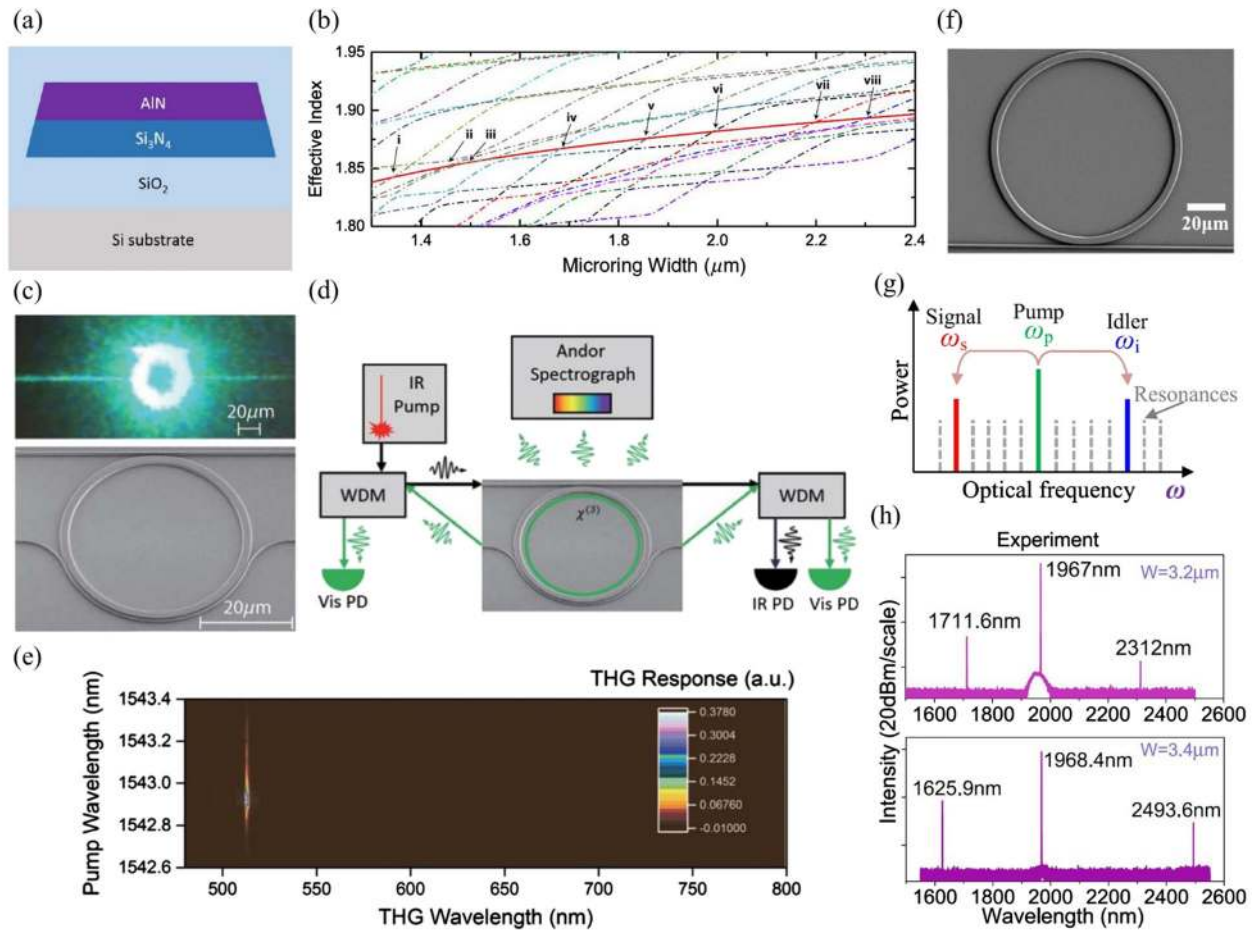 (a)
AlN
Si₃N₄
SiO₂
Si substrate
(b)
Effective Index
1.95
1.90
1.85
1.80
i
ii
iii
iv
v
vi
vii
viii
1.4
1.6
1.8
2.0
2.2
2.4
Microring Width (μm)
(c)
20μm
20μm
(d)
IR
Pump
Andor
Spectrograph
WDM
χ⁽³⁾
WDM
Vis PD
IR PD
Vis PD
(e)
THG Response (a.u.)
Pump Wavelength (nm)
1543.4
1543.2
1543.0
1542.8
1542.6
0.3780
0.3004
0.2228
0.1452
0.06760
-0.01000
500
550
600
650
700
750
800
THG Wavelength (nm)
(f)
20μm
(g)
Power
Signal
ωs
Pump
ωp
Idler
ωi
Resonances
Optical frequency
ω
(h)
Experiment
Intensity (20dBm/scale)
1967nm
W=3.2μm
1711.6nm
2312nm
1600 1800 2000 2200 2400 2600
1968.4nm
W=3.4μm
1625.9nm
2493.6nm
1600 1800 2000 2200 2400 2600
Wavelength (nm)